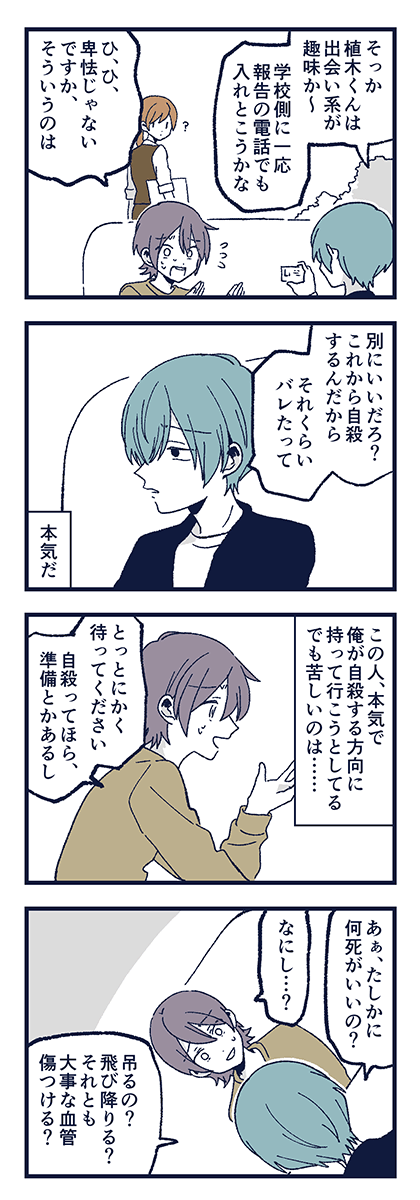 そっか
植木くんは
出会い系が
趣味か〜
学校側に一応
報告の電話でも
入れとこうかな
?
ひ、ひ、
卑怯じゃない
ですか、
そういうのは
別にいいだろ?
これから自殺
するんだから
それくらい
バレたって
本気だ
この人、本気で
俺が自殺する方向に
持って行こうとしてる
でも苦しいのは……
とっとにかく
待ってください
自殺ってほら、
準備とかあるし
あぁ、たしかに
何死がいいの?
なにし…?
吊るの?
飛び降りる?
それとも
大事な血管
傷つける?